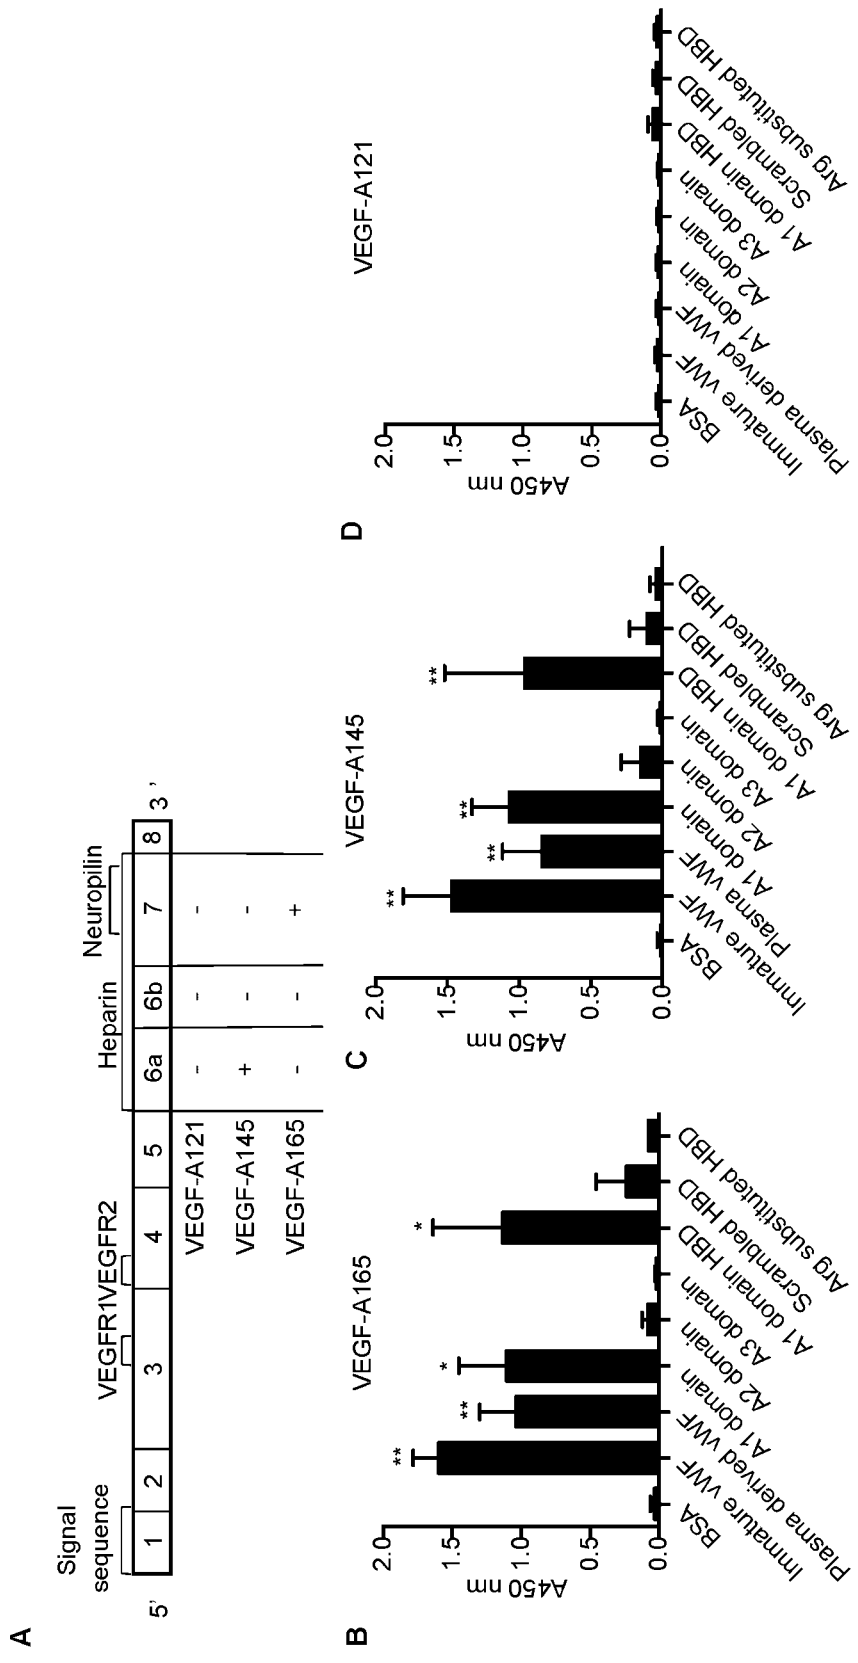 A
Signal
sequence
VEGFR1VEGFR2
Heparin
Neuropilin
5’ 1 2 3 4 5 6a 6b 7 8 3 ’
VEGF-A121 - - -
VEGF-A145 + - -
VEGF-A165 - - +
B
VEGF-A165
A450 nm
2.0
1.5
1.0
0.5
0.0
** ** * *
BSA
Immature vWF
Plasma derived vWF
A1 domain
A2 domain
A3 domain
A1 domain HBD
Scrambled HBD
Arg substituted HBD
C
VEGF-A145
A450 nm
2.0
1.5
1.0
0.5
0.0
** ** ** **
BSA
Immature vWF
Plasma vWF
A1 domain
A2 domain
A3 domain
A1 domain HBD
Scrambled HBD
Arg substituted HBD
D
VEGF-A121
A450 nm
2.0
1.5
1.0
0.5
0.0
BSA
Immature vWF
Plasma derived vWF
A1 domain
A2 domain
A3 domain
A1 domain HBD
Scrambled HBD
Arg substituted HBD